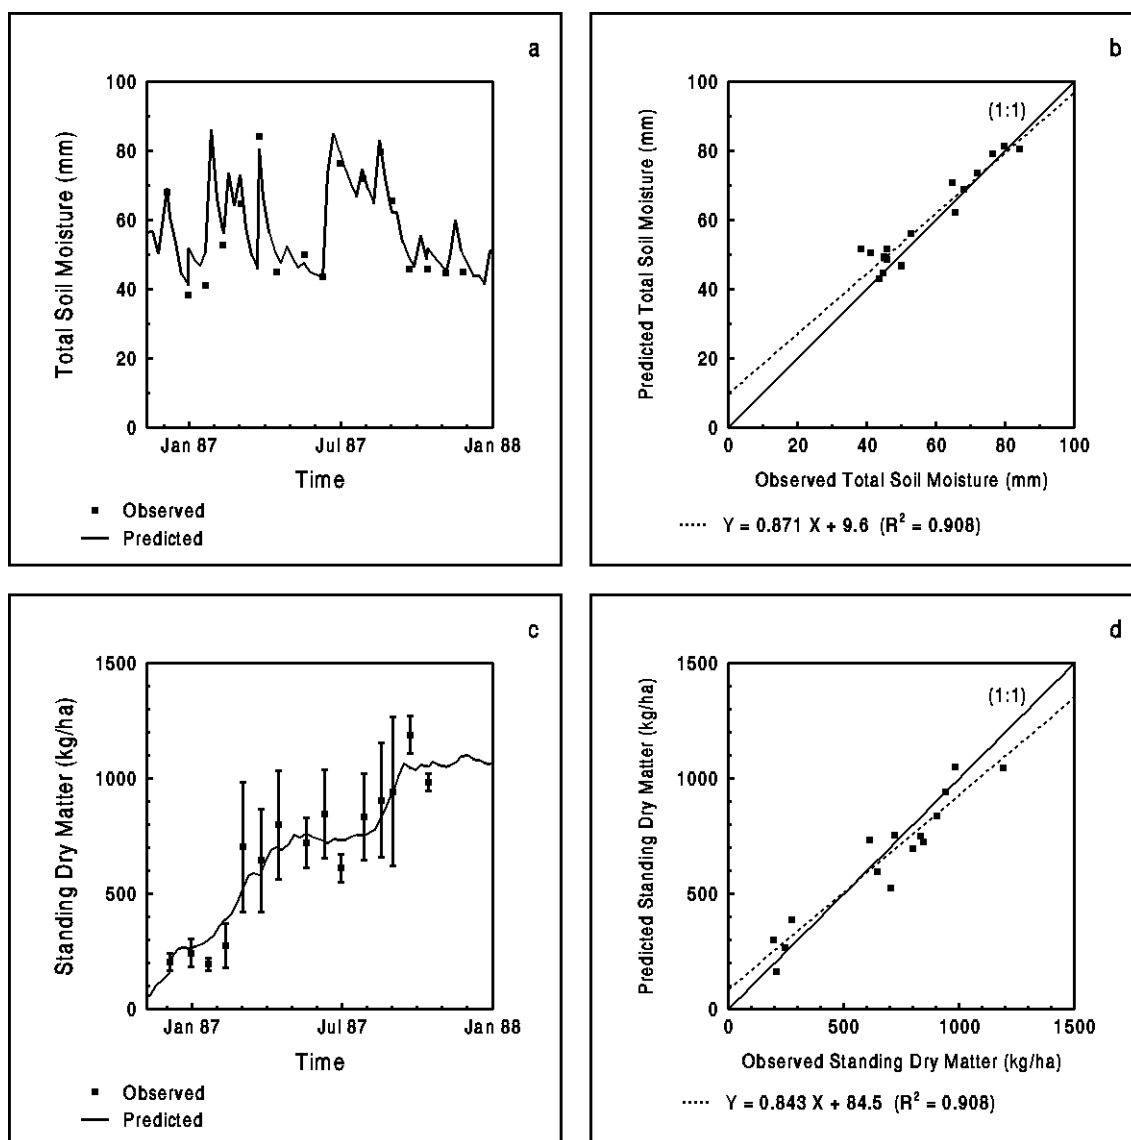 a
Total Soil Moisture (mm)
100
80
60
40
20
0
Jan 87
Jul 87
Jan 88
Time
Observed
Predicted
b
Predicted Total Soil Moisture (mm)
100
80
60
40
20
0
(1:1)
0
20
40
60
80
100
Observed Total Soil Moisture (mm)
Y = 0.871 X + 9.6 (R² = 0.908)
c
Standing Dry Matter (kg/ha)
1500
1000
500
0
Jan 87
Jul 87
Jan 88
Time
Observed
Predicted
d
Predicted Standing Dry Matter (kg/ha)
1500
1000
500
0
(1:1)
0
500
1000
1500
Observed Standing Dry Matter (kg/ha)
Y = 0.843 X + 84.5 (R² = 0.908)